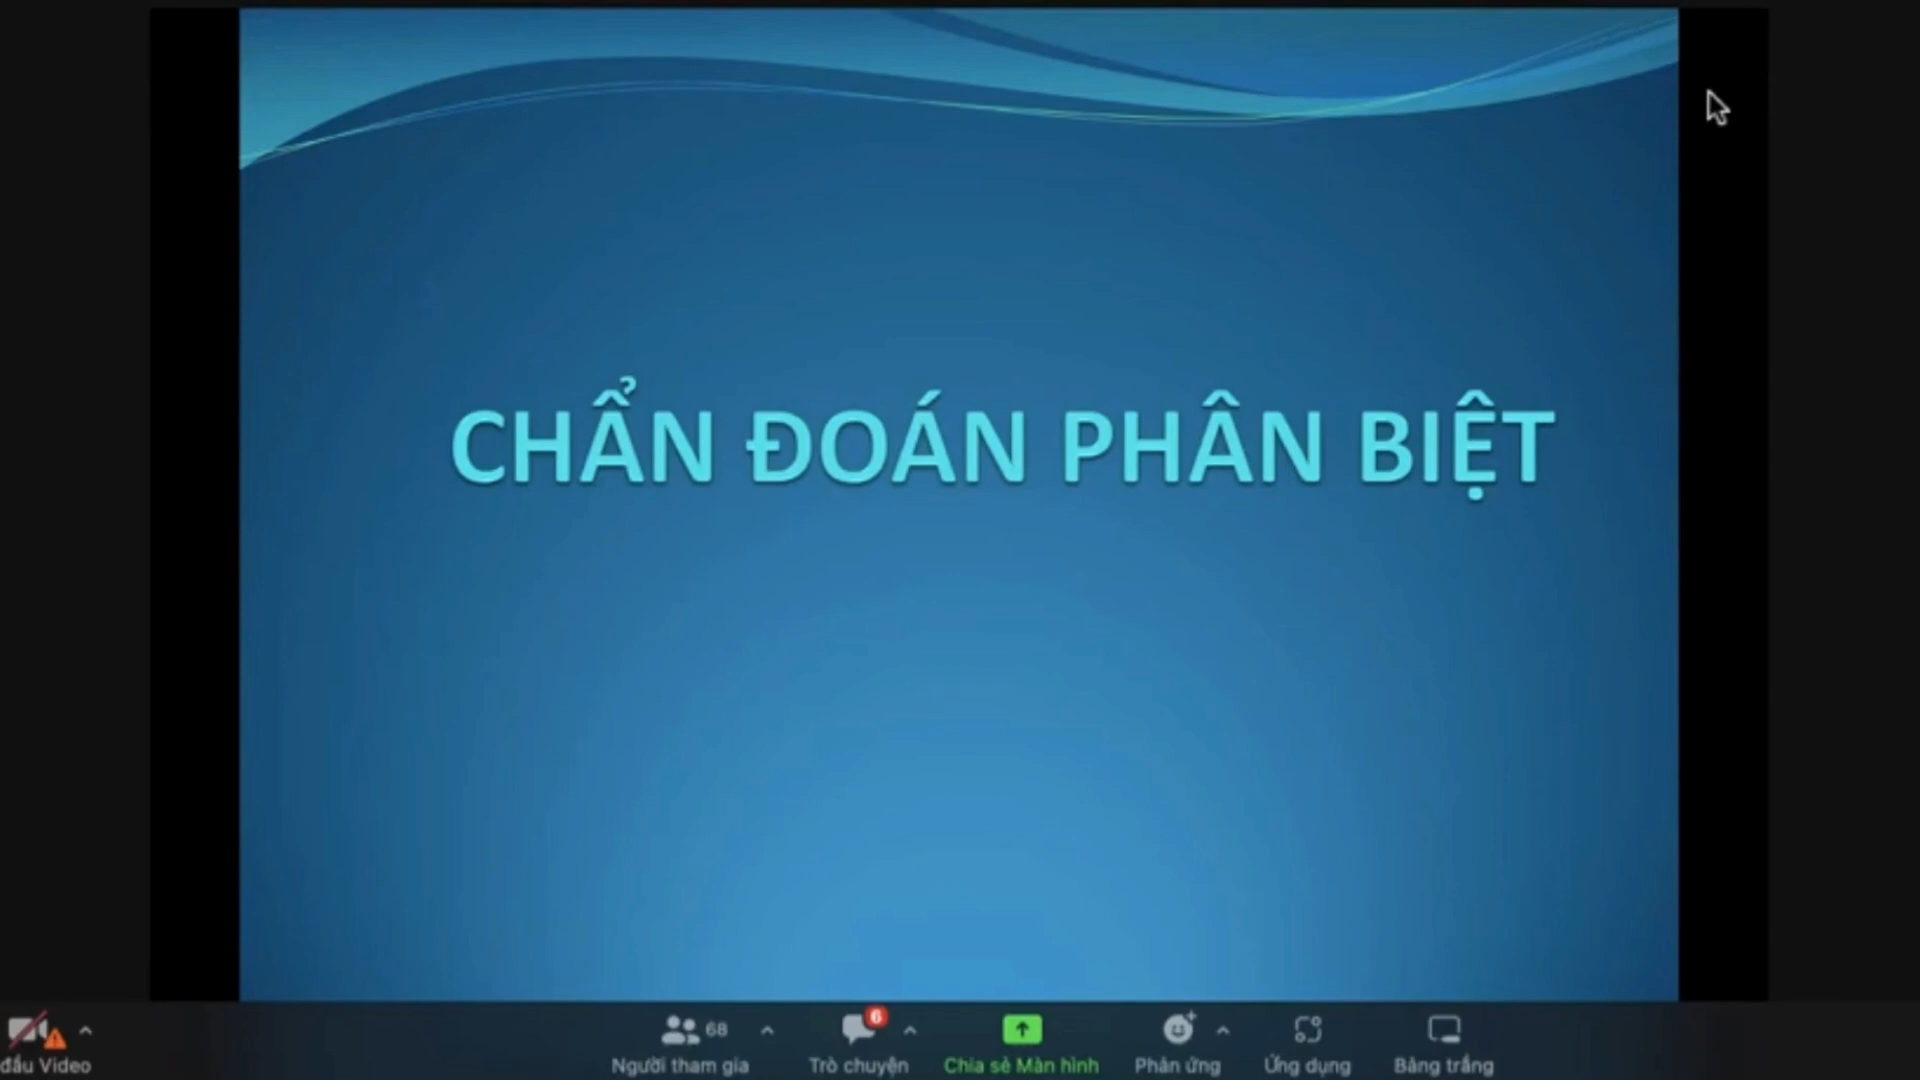 CHẨN ĐOÁN PHÂN BIỆT
68
6
đầu Video
Người tham gia
Trò chuyện
Chia sẻ Màn hình
Phản ứng
Ứng dụng
Bảng trắng